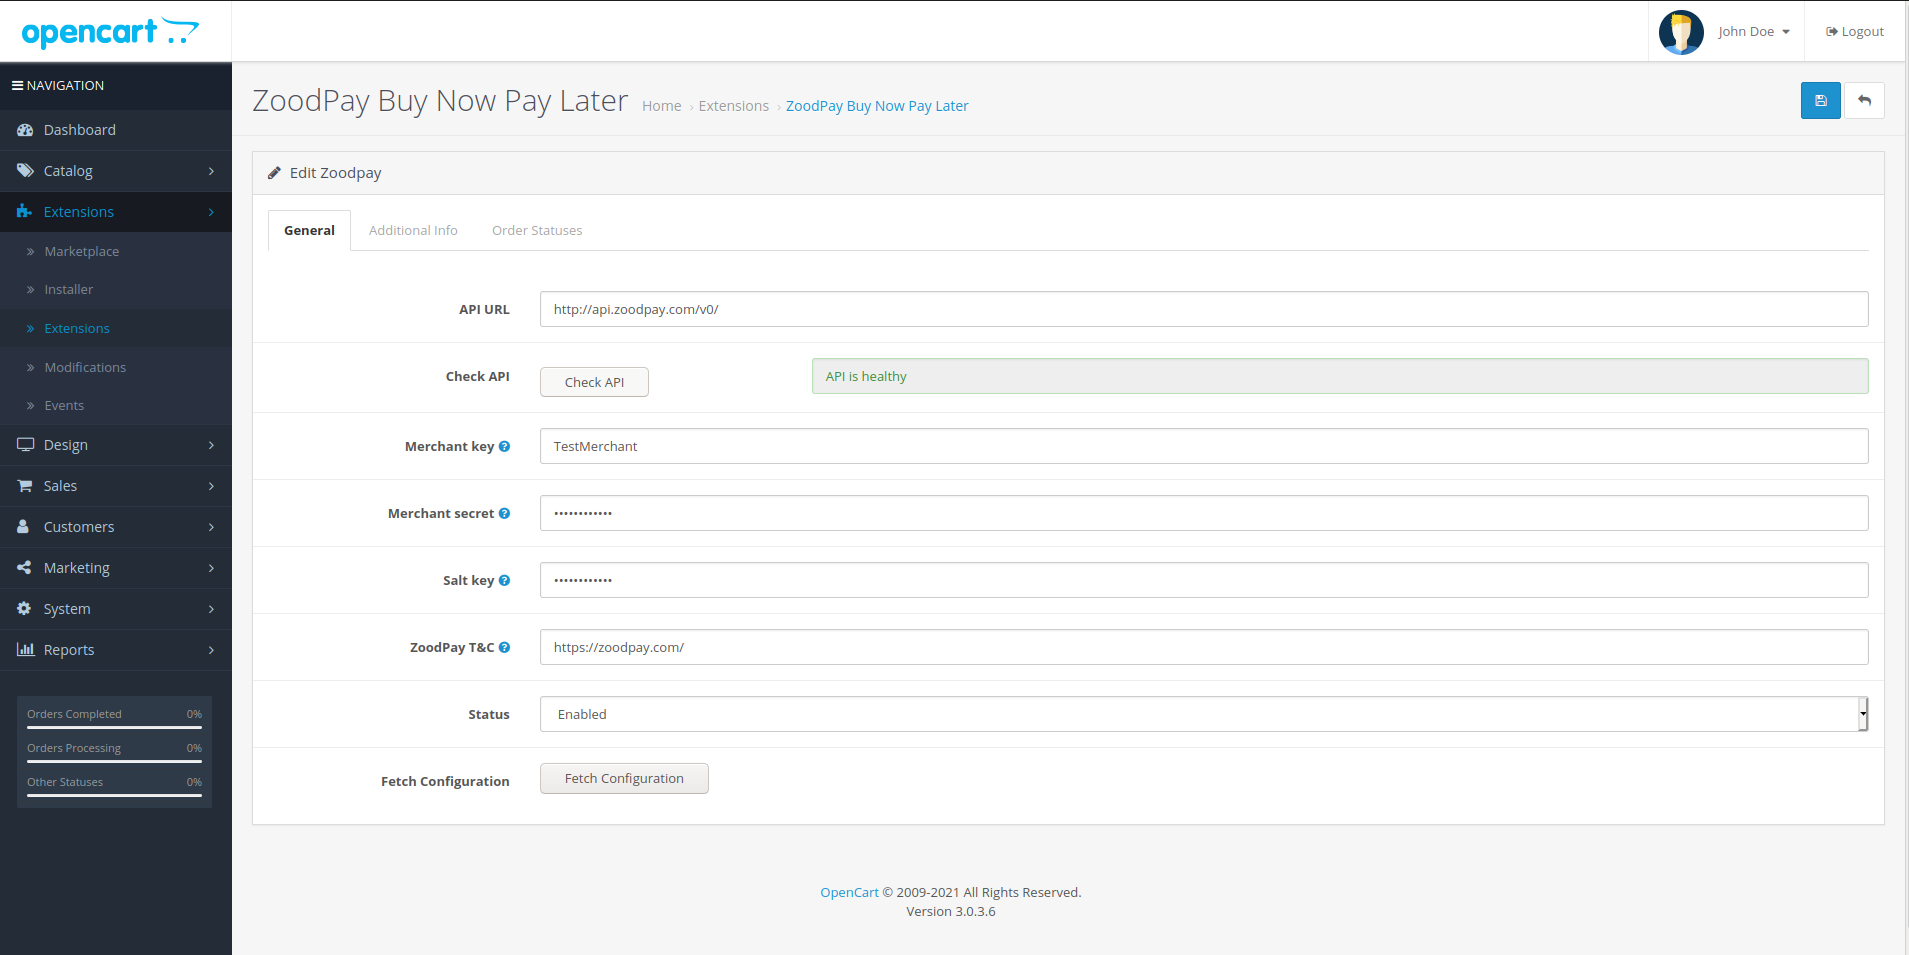 opencart
John Doe
Logout
NAVIGATION
Dashboard
Catalog
Extensions
Marketplace
Installer
Extensions
Modifications
Events
Design
Sales
Customers
Marketing
System
Reports
Orders Completed 0%
Orders Processing 0%
Other Statuses 0%
ZoodPay Buy Now Pay Later
Home › Extensions › ZoodPay Buy Now Pay Later
Edit Zoodpay
General Additional Info Order Statuses
API URL http://api.zoodpay.com/v0/
Check API Check API API is healthy
Merchant key TestMerchant
Merchant secret ••••••••••••
Salt key ••••••••••••
ZoodPay T&C https://zoodpay.com/
Status Enabled
Fetch Configuration Fetch Configuration
OpenCart © 2009-2021 All Rights Reserved.
Version 3.0.3.6